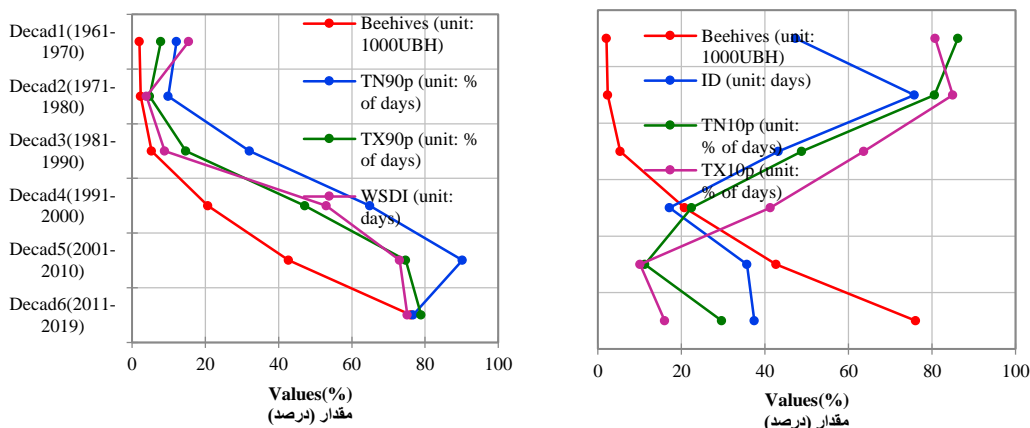 Decad1(1961-
1970)
Decad2(1971-
1980)
Decad3(1981-
1990)
Decad4(1991-
2000)
Decad5(2001-
2010)
Decad6(2011-
2019)
Beehives (unit:
1000UBH)
TN90p (unit: %
of days)
TX90p (unit: %
of days)
WSDI (unit:
days)
0 20 40 60 80 100
Values(%)
مقدار (درصد)
Beehives (unit:
1000UBH)
ID (unit: days)
TN10p (unit:
% of days)
TX10p (unit:
% of days)
0 20 40 60 80 100
Values(%)
مقدار (درصد)